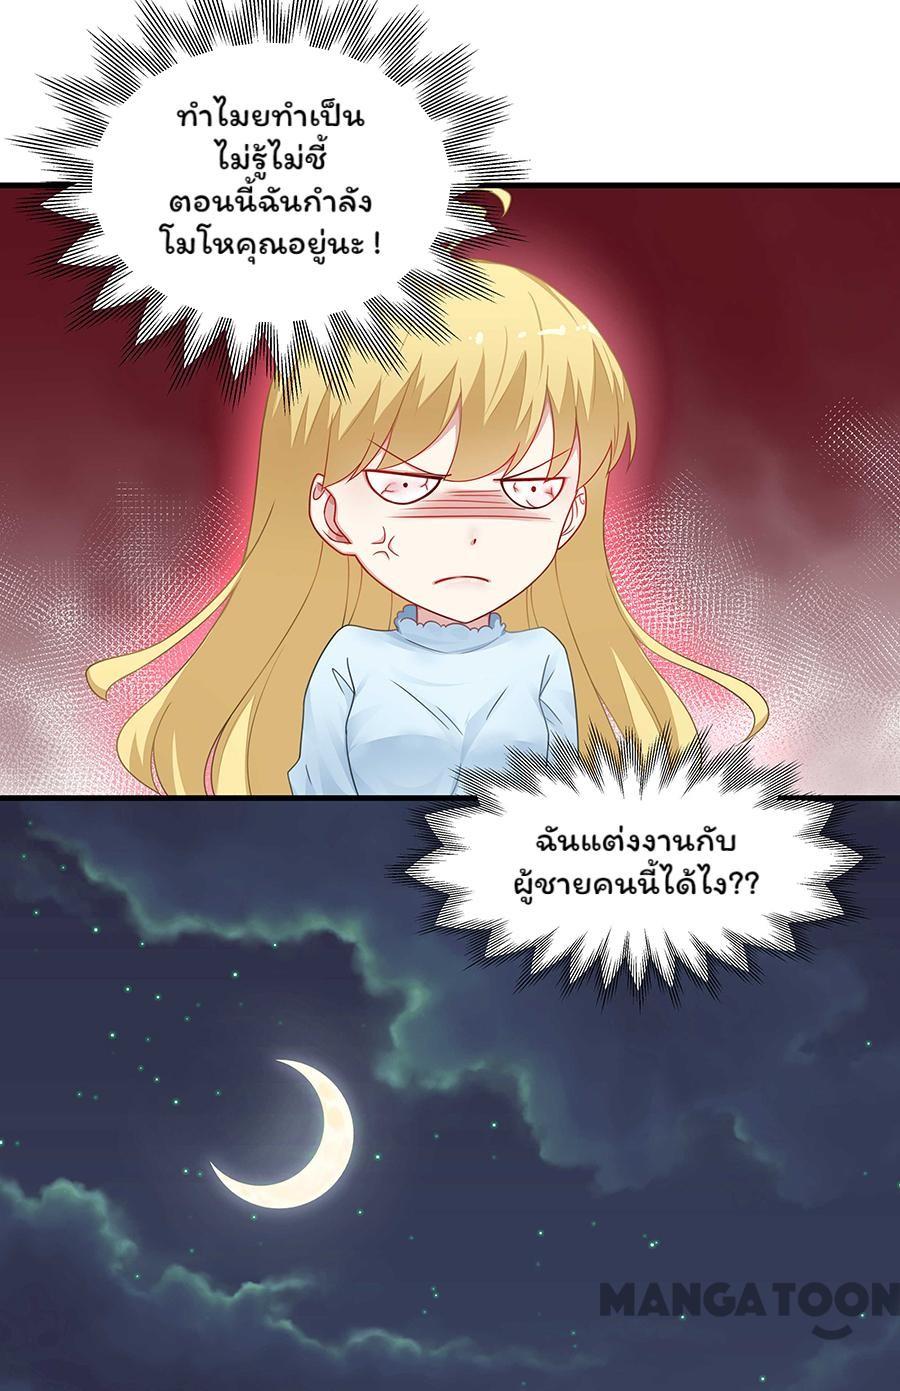 ทำไมยทำเป็น
ไม่รู้ไม่ชี้
ตอนนี้ฉันกำลัง
โมโหคุณอยู่นะ !
ฉันแต่งงานกับ
ผู้ชายคนนี้ได้ไง??
MANGATOON